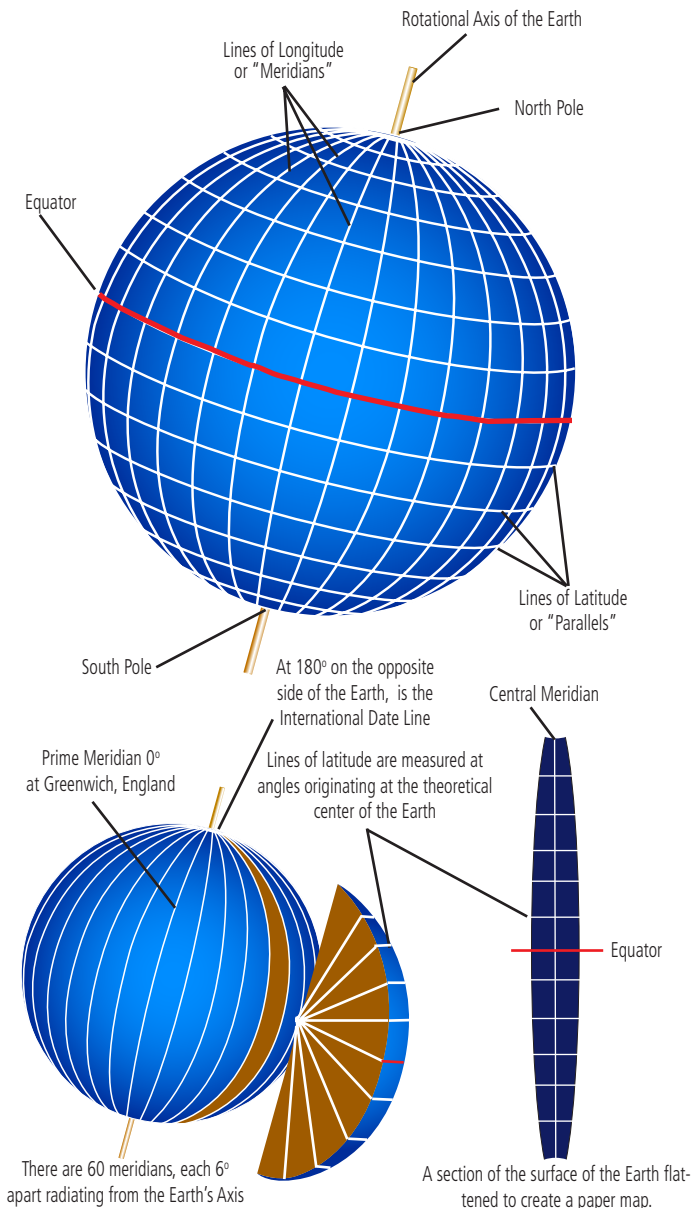 Rotational Axis of the Earth
Lines of Longitude
or “Meridians”
North Pole
Equator
Lines of Latitude
or “Parallels”
South Pole
At 180º on the opposite
side of the Earth, is the
International Date Line
Central Meridian
Prime Meridian 0º
at Greenwich, England
Lines of latitude are measured at
angles originating at the theoretical
center of the Earth
Equator
There are 60 meridians, each 6º
apart radiating from the Earth’s Axis
A section of the surface of the Earth flat-
tened to create a paper map.